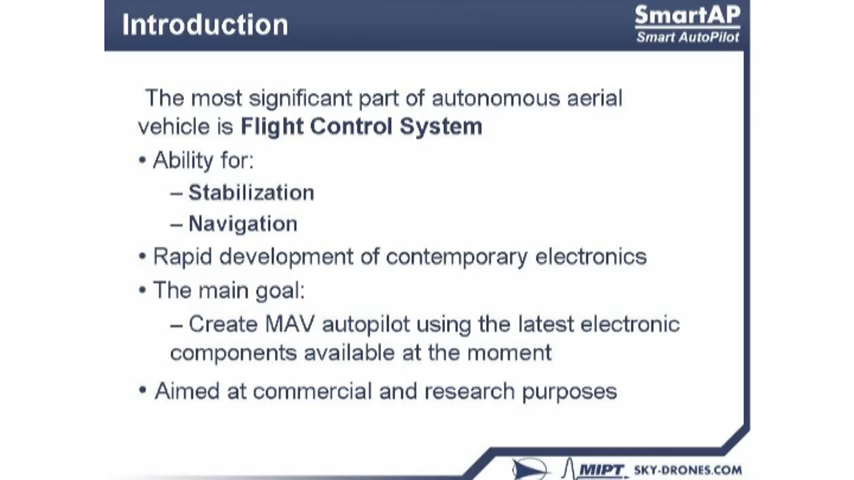 Introduction
SmartAP
Smart AutoPilot
The most significant part of autonomous aerial
vehicle is Flight Control System
• Ability for:
– Stabilization
– Navigation
• Rapid development of contemporary electronics
• The main goal:
– Create MAV autopilot using the latest electronic
components available at the moment
• Aimed at commercial and research purposes
MIPT SKY-DRONES.COM